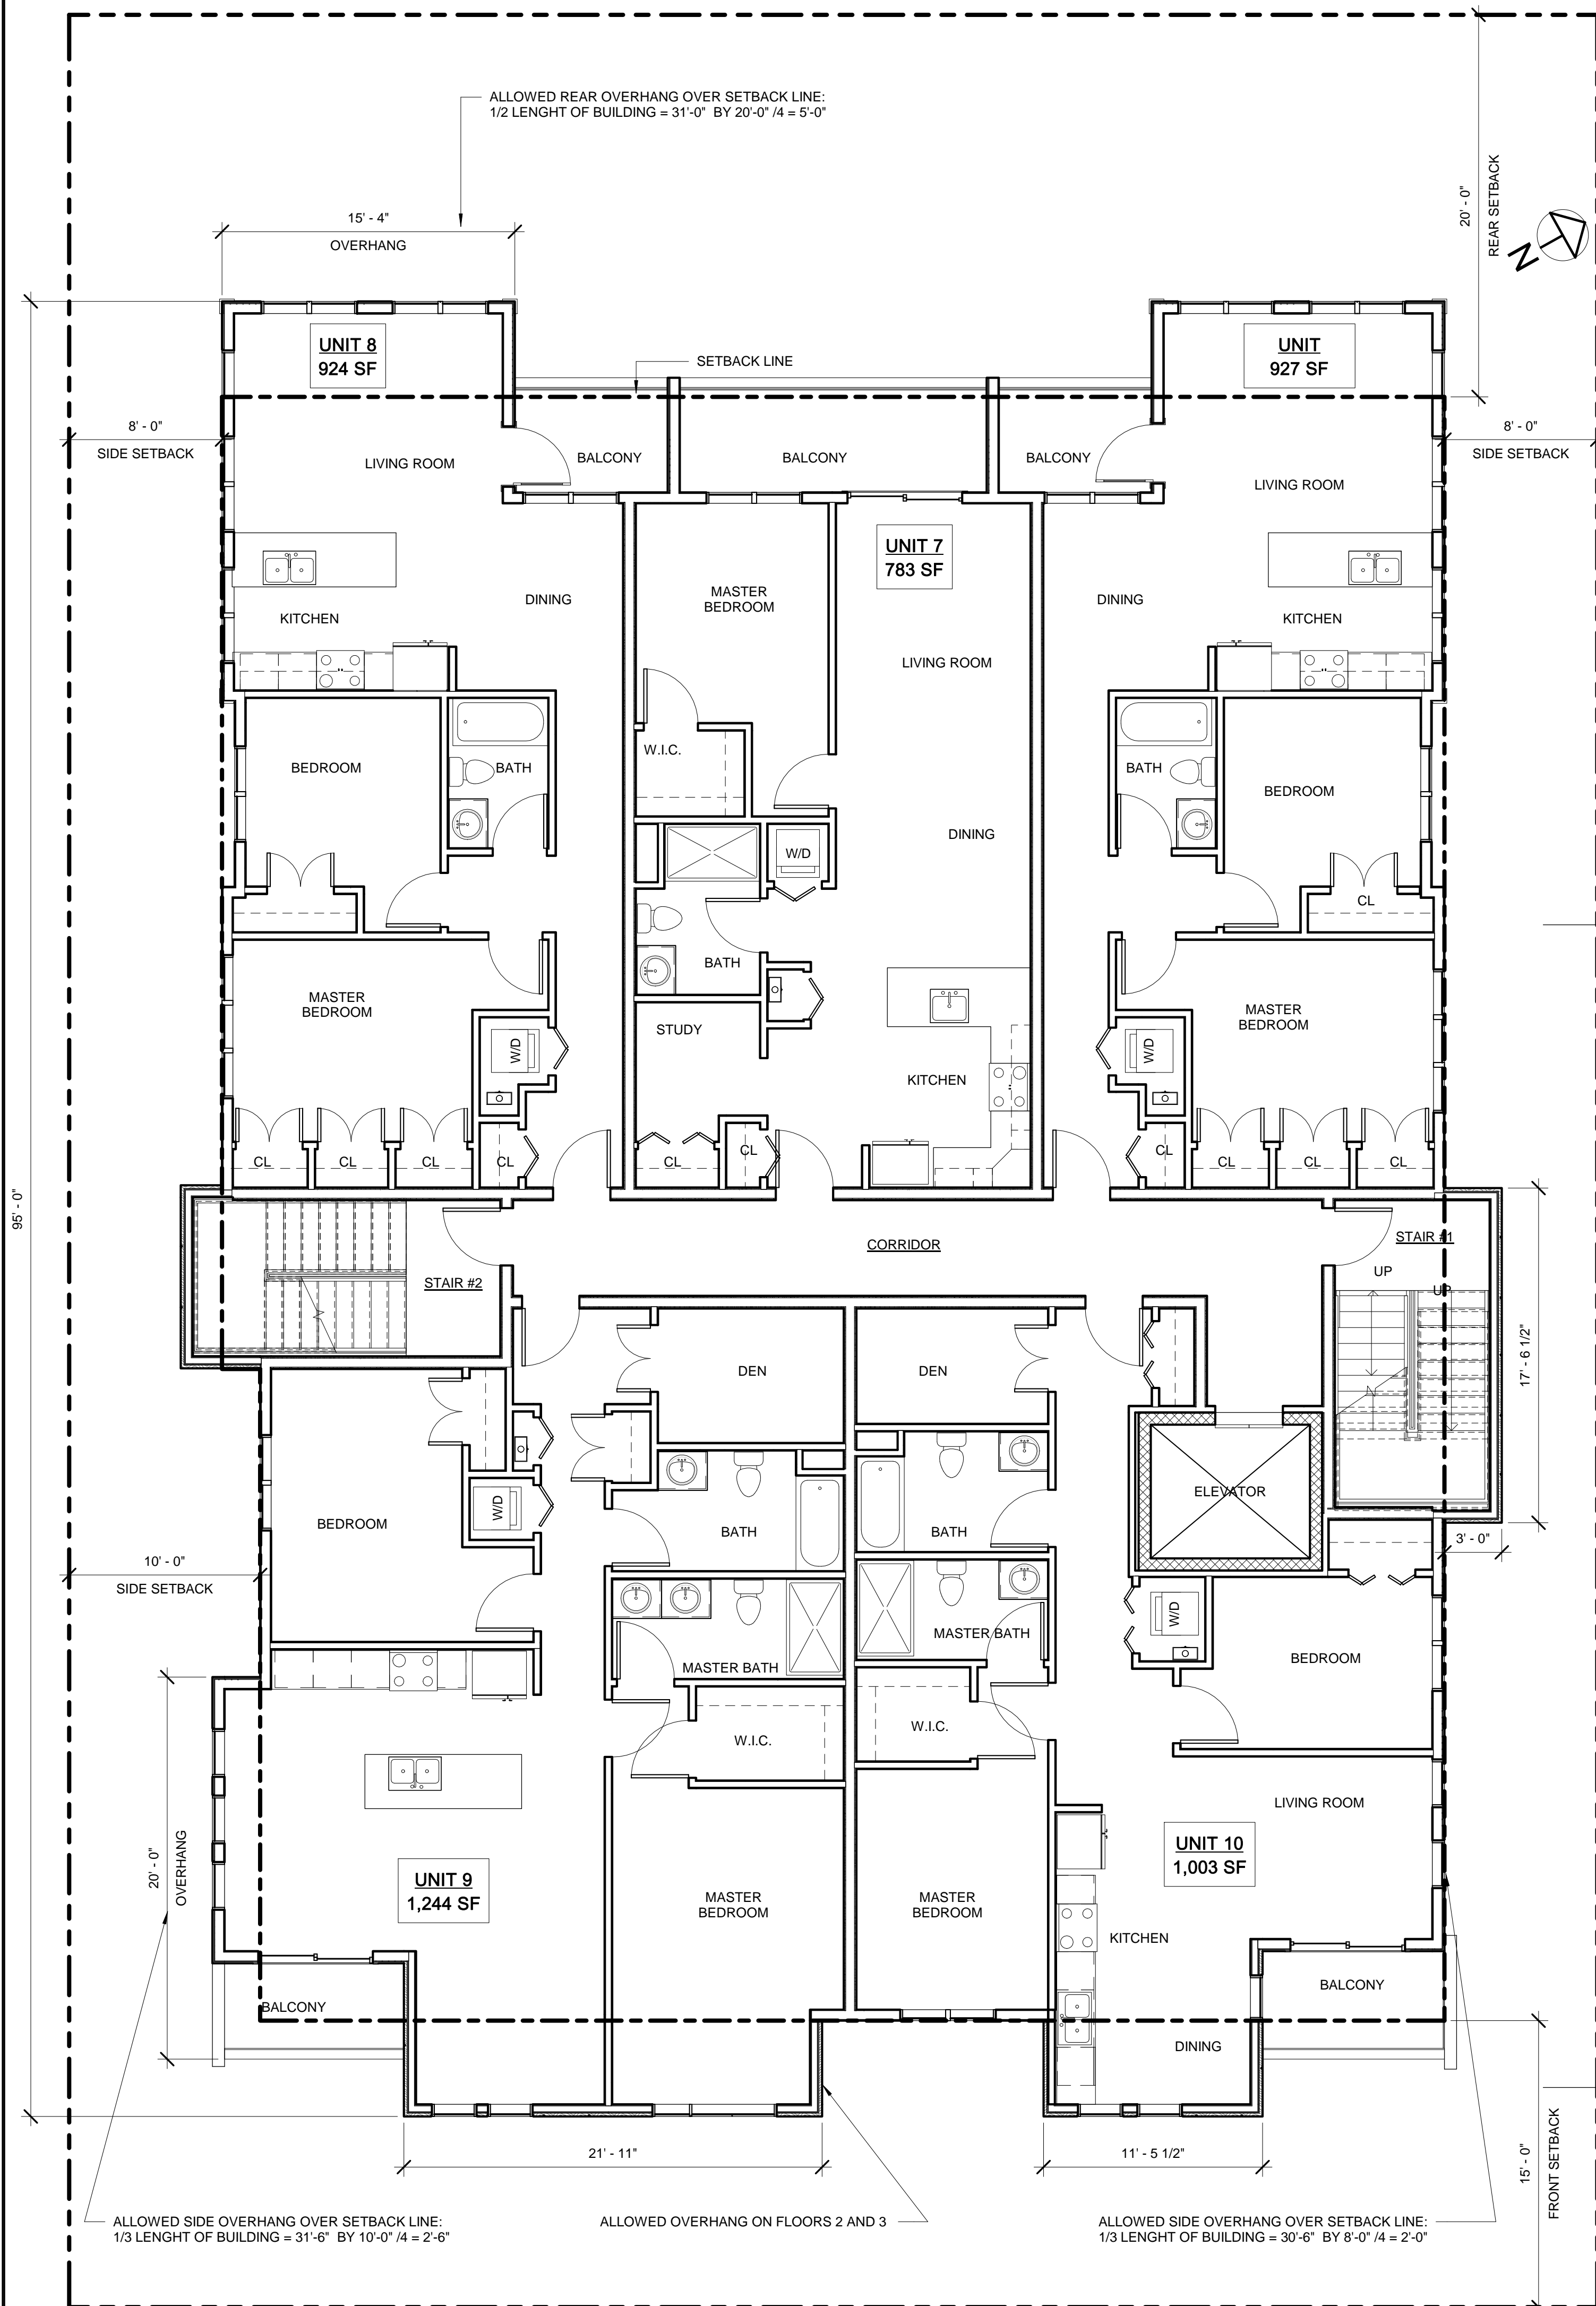 ALLOWED REAR OVERHANG OVER SETBACK LINE:
1/2 LENGHT OF BUILDING = 31'-0" BY 20'-0" /4 = 5'-0"
20' - 0"
REAR SETBACK
N
15' - 4"
OVERHANG
UNIT 8
924 SF
SETBACK LINE
UNIT
927 SF
8' - 0"
SIDE SETBACK
LIVING ROOM
BALCONY
BALCONY
BALCONY
LIVING ROOM
8' - 0"
SIDE SETBACK
UNIT 7
783 SF
KITCHEN
DINING
MASTER
BEDROOM
LIVING ROOM
DINING
KITCHEN
BEDROOM
BATH
W.I.C.
DINING
W/D
BATH
BEDROOM
CL
BATH
MASTER
BEDROOM
W/D
STUDY
KITCHEN
W/D
MASTER
BEDROOM
CL
CL
CL
CL
CL
CL
CL
CL
CL
CL
95' - 0"
CORRIDOR
STAIR #2
STAIR #1
UP
UP
17' - 6 1/2"
DEN
DEN
ELEVATOR
BEDROOM
W/D
BATH
BATH
3' - 0"
10' - 0"
SIDE SETBACK
MASTER BATH
MASTER BATH
W/D
BEDROOM
W.I.C.
W.I.C.
LIVING ROOM
20' - 0"
OVERHANG
UNIT 9
1,244 SF
MASTER
BEDROOM
MASTER
BEDROOM
UNIT 10
1,003 SF
KITCHEN
BALCONY
BALCONY
DINING
21' - 11"
11' - 5 1/2"
15' - 0"
FRONT SETBACK
ALLOWED SIDE OVERHANG OVER SETBACK LINE:
1/3 LENGHT OF BUILDING = 31'-6" BY 10'-0" /4 = 2'-6"
ALLOWED OVERHANG ON FLOORS 2 AND 3
ALLOWED SIDE OVERHANG OVER SETBACK LINE:
1/3 LENGHT OF BUILDING = 30'-6" BY 8'-0" /4 = 2'-0"